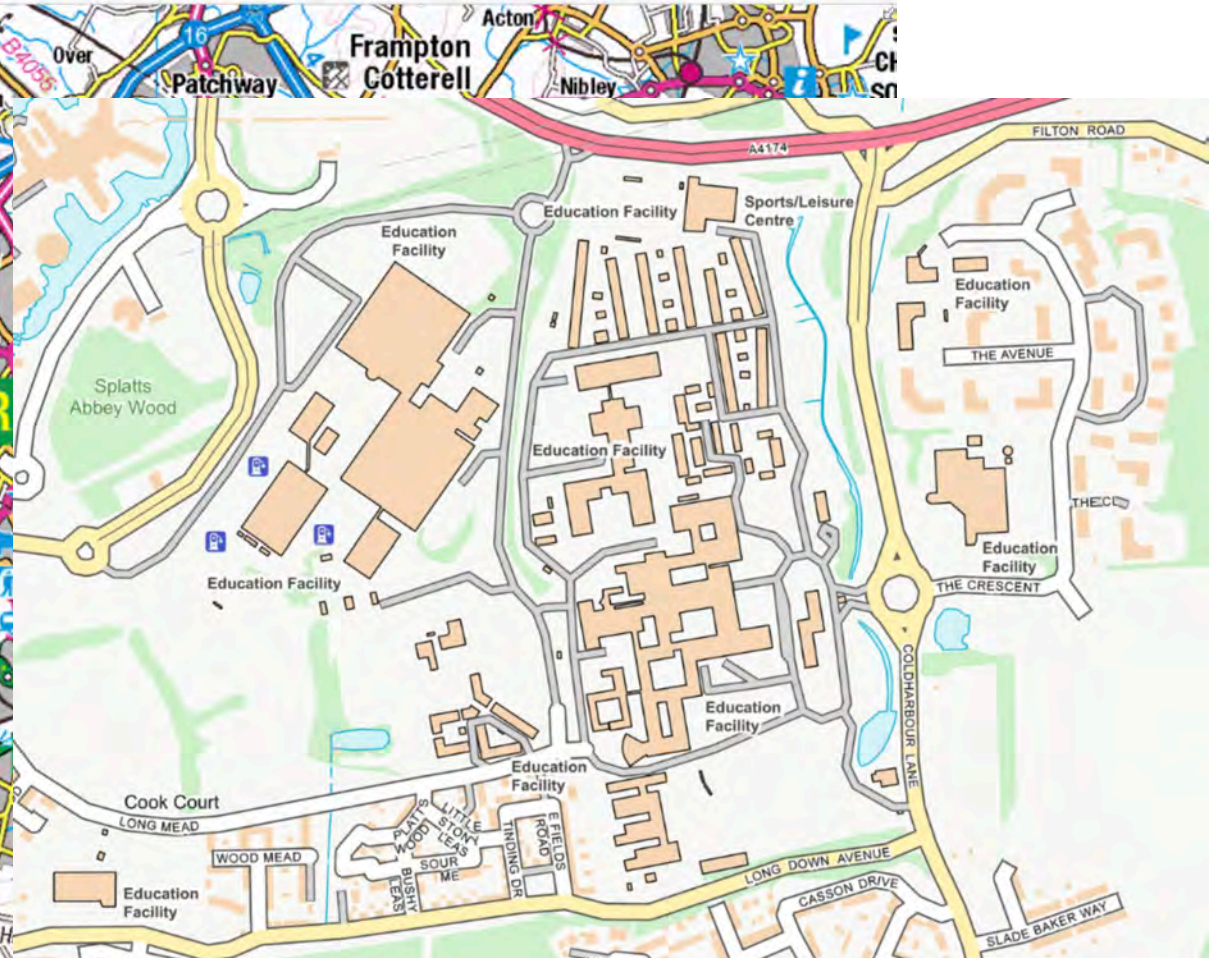 Acton
16
Over
Frampton
Cotterell
B4055
Patchway
Nibley
i
FILTON ROAD
A4174
Education Facility
Sports/Leisure
Centre
Education
Facility
Education
Facility
THE AVENUE
Splatts
Abbey Wood
Education Facility
Education
Facility
Education Facility
THE CRESCENT
COLDHARBOUR LANE
Education
Facility
Education
Facility
Cook Court
LONG MEAD
PLATTS
WOOD
LITTLE
STONY
LEAS
TINDING DR
E FIELDS
ROAD
WOOD MEAD
SOUR
ME
BUSHY
LEAS
LONG DOWN AVENUE
CASSON DRIVE
Education
Facility
SLADE BAKER WAY